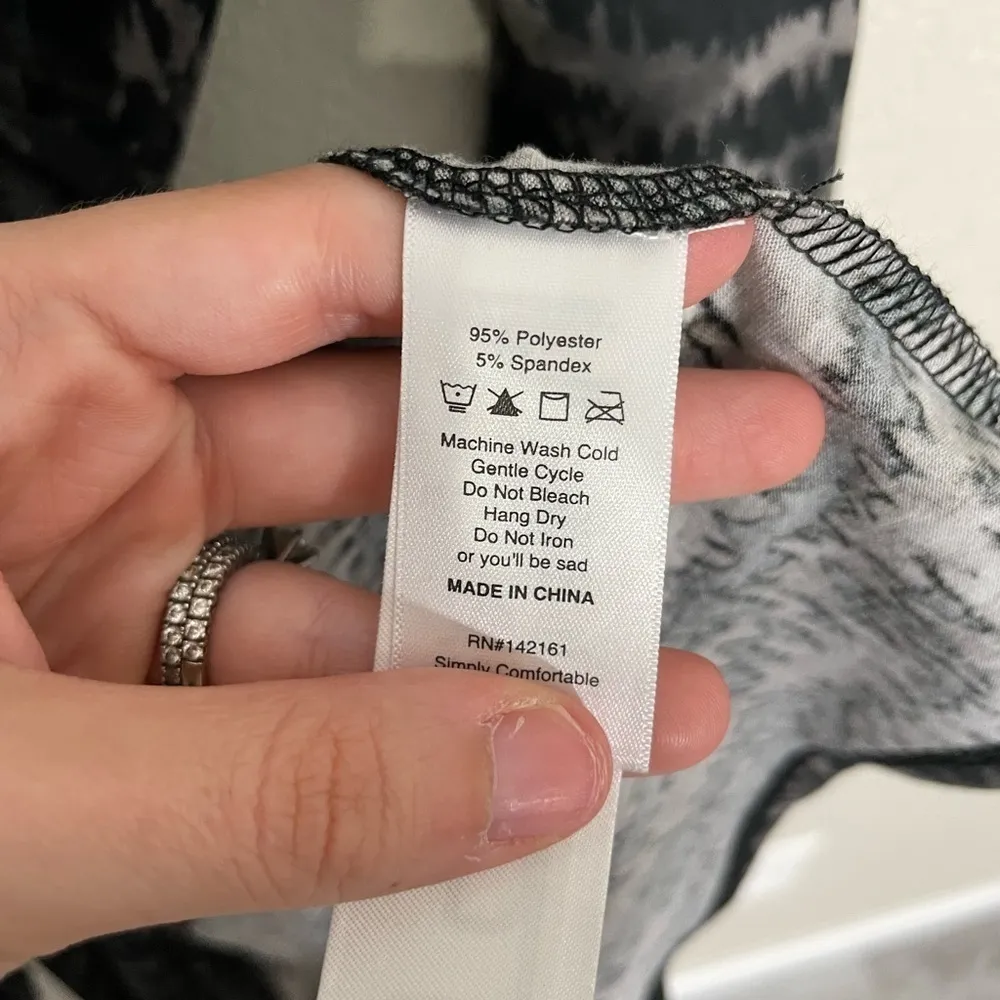 95% Polyester
5% Spandex
Machine Wash Cold
Gentle Cycle
Do Not Bleach
Hang Dry
Do Not Iron
or you'll be sad
MADE IN CHINA
RN#142161
Simply Comfortable